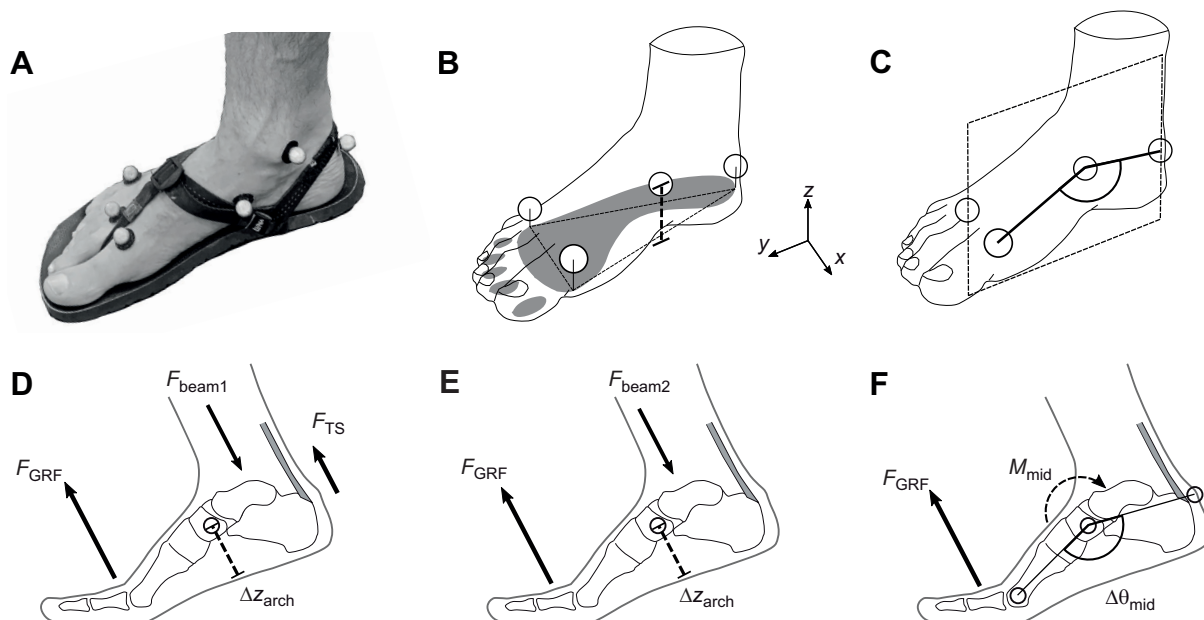 A
B
C
z
y
x
D
F_beam1
F_TS
F_GRF
Δz_arch
E
F_beam2
F_GRF
Δz_arch
F
M_mid
F_GRF
Δθ_mid